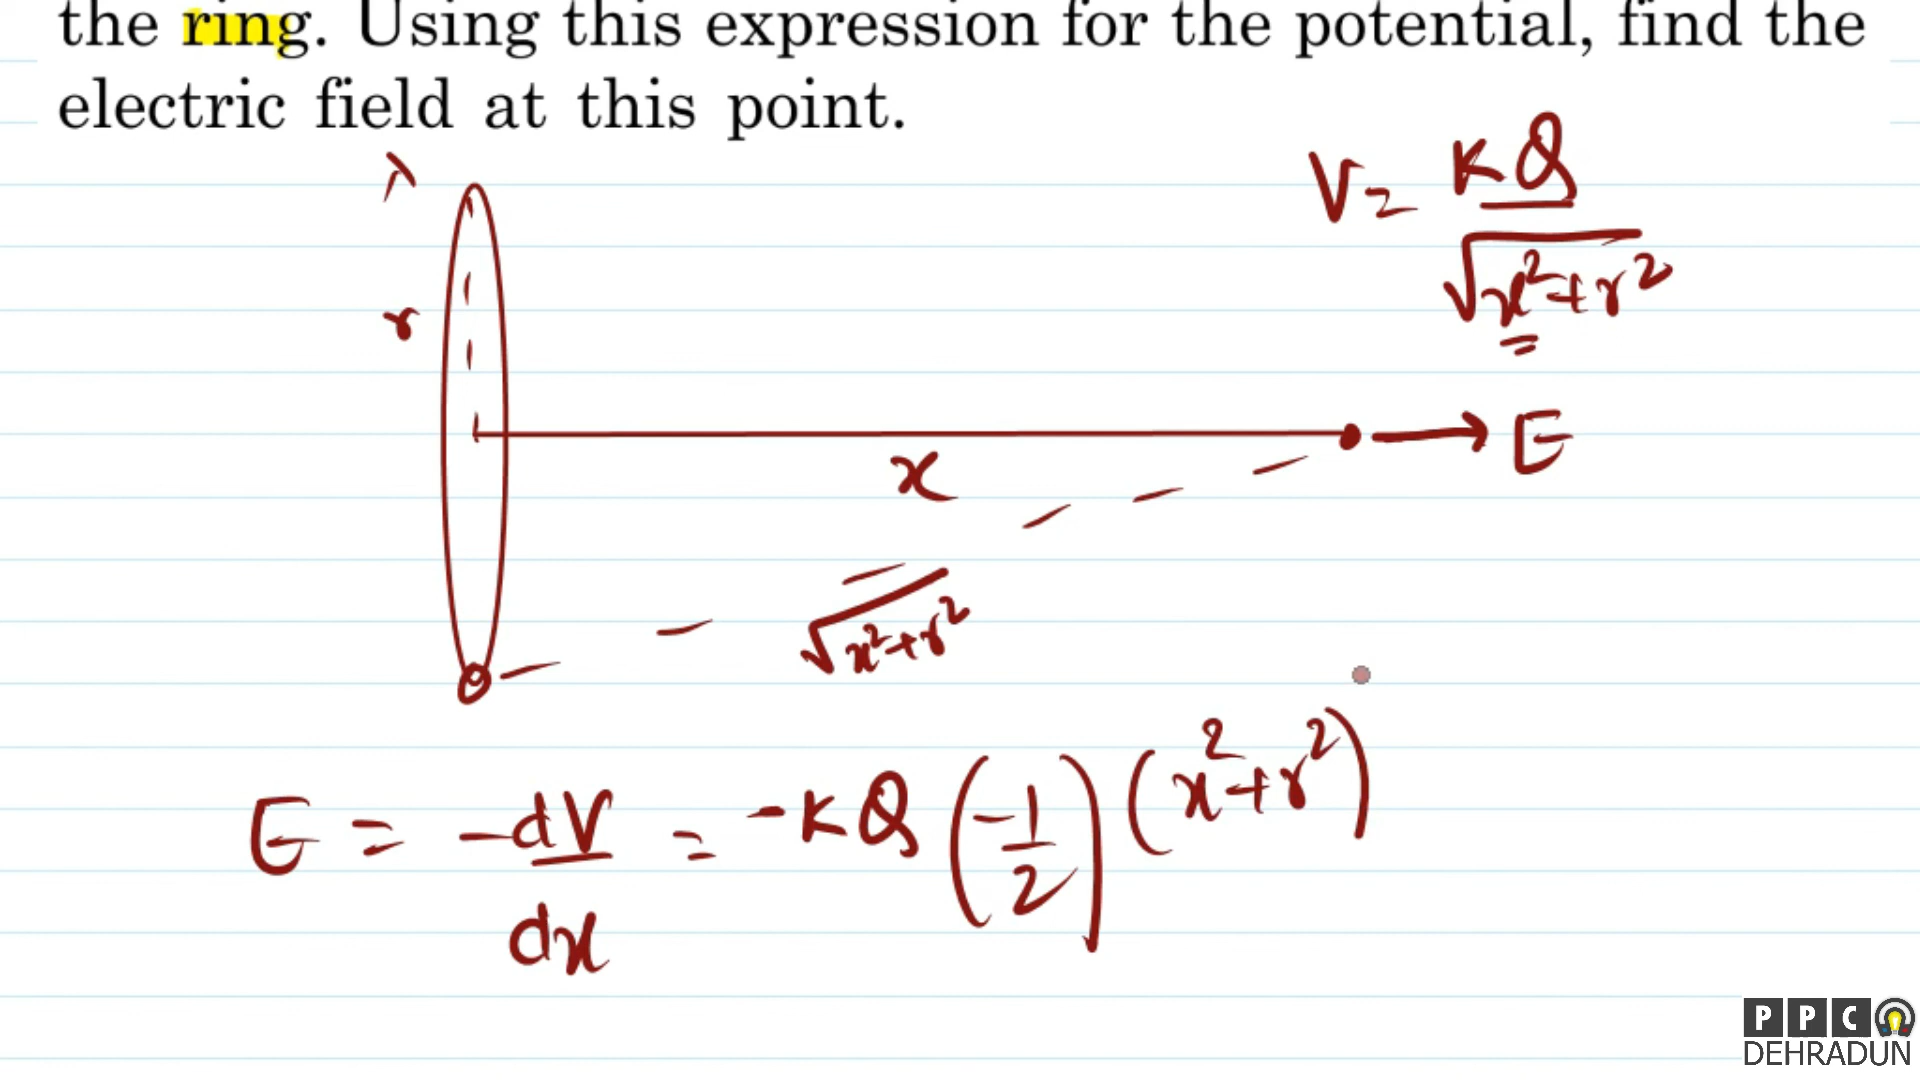 the ring. Using this expression for the potential, find the
electric field at this point.
λ
V = KQ / √x²+r²
r
E
x
√x²+r²
E = -dV/dx = -KQ (-1/2) (x²+r²)
PPC
DEHRADUN